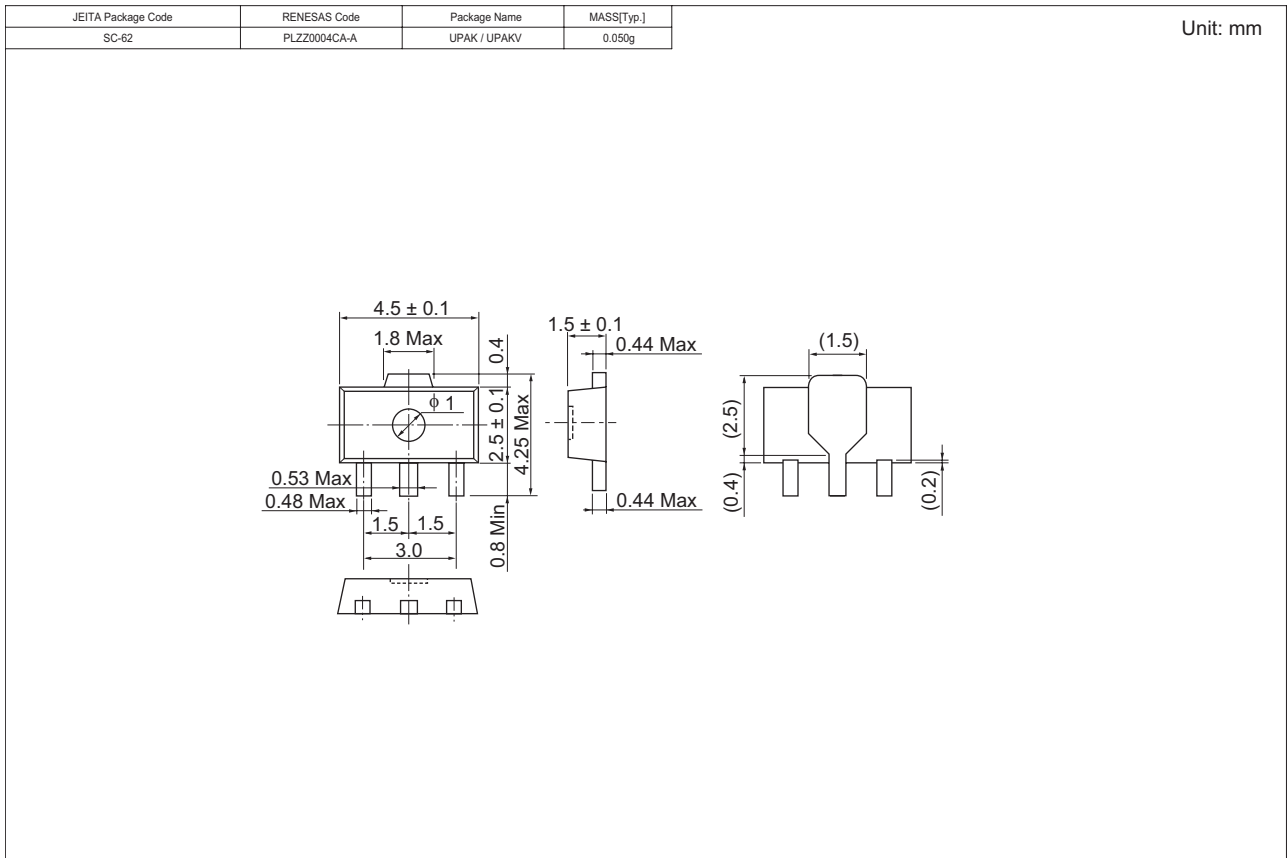 JEITA Package Code RENESAS Code Package Name MASS[Typ.]
SC-62 PLZZ0004CA-A UPAK / UPAKV 0.050g
Unit: mm
4.5 ± 0.1
1.8 Max
0.4
ϕ 1
2.5 ± 0.1
4.25 Max
0.53 Max
0.48 Max
1.5 1.5
3.0
0.8 Min
1.5 ± 0.1
0.44 Max
0.44 Max
(1.5)
(2.5)
(0.4)
(0.2)